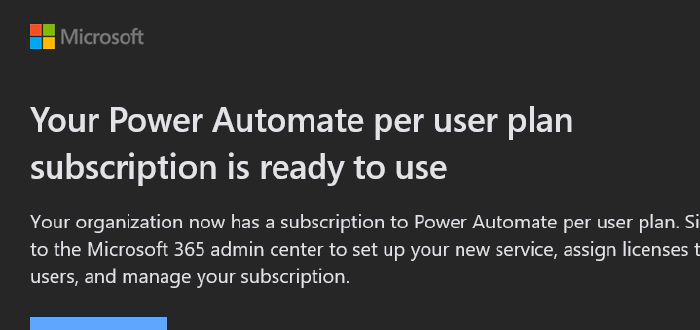 Microsoft
Your Power Automate per user plan
subscription is ready to use
Your organization now has a subscription to Power Automate per user plan.
to the Microsoft 365 admin center to set up your new service, assign licenses
users, and manage your subscription.